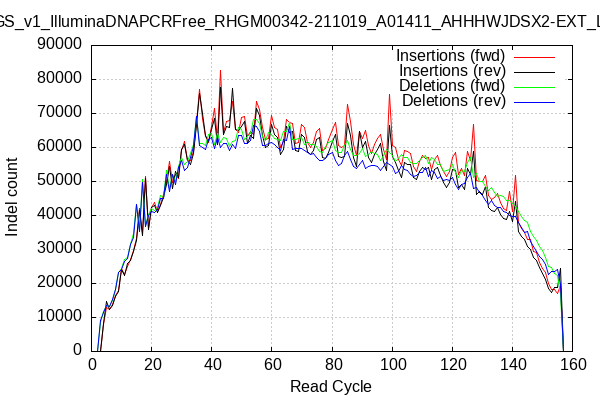 GS_v1_IlluminaDNAPCRFree_RHGM00342-211019_A01411_AHHHWJDSX2-EXT_L
Insertions (fwd)
Insertions (rev)
Deletions (fwd)
Deletions (rev)
90000
80000
70000
60000
50000
40000
30000
20000
10000
0
Indel count
0 20 40 60 80 100 120 140 160
Read Cycle